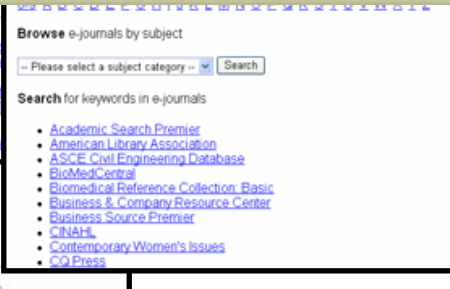 Browse e-journals by subject
-- Please select a subject category -- Search
Search for keywords in e-journals
Academic Search Premier
American Library Association
ASCE Civil Engineering Database
BioMedCentral
Biomedical Reference Collection: Basic
Business & Company Resource Center
Business Source Premier
CINAHL
Contemporary Women's Issues
CQ Press